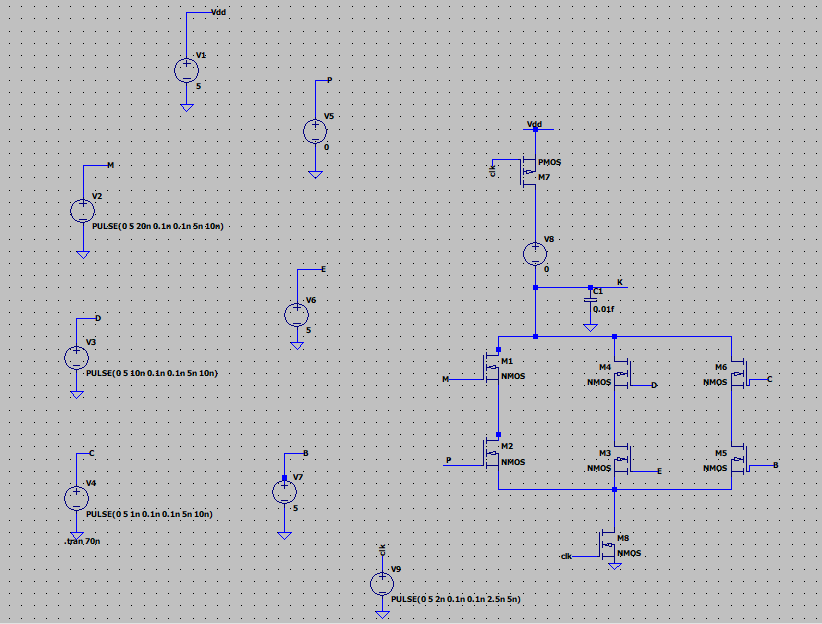 Vdd
V1
5
P
V5
0
Vdd
clk
PMOS
M7
M
V2
PULSE(0 5 20n 0.1n 0.1n 5n 10n)
V8
0
E
V6
5
K
C1
0.01f
D
V3
PULSE(0 5 10n 0.1n 0.1n 5n 10n)
M
M1
NMOS
M4
NMOS
D
M6
NMOS
C
C
V4
PULSE(0 5 1n 0.1n 0.1n 5n 10n)
.tran 70n
B
V7
5
P
M2
NMOS
M3
NMOS
E
M5
NMOS
B
clk
M8
NMOS
clk
V9
PULSE(0 5 2n 0.1n 0.1n 2.5n 5n)